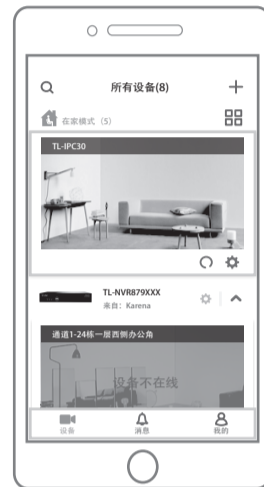 所有设备(8)
在家模式（5）
TL-IPC30
TL-NVR879XXX
来自：Karena
通道1-24栋一层西侧办公角
设备不在线
设备
消息
我的